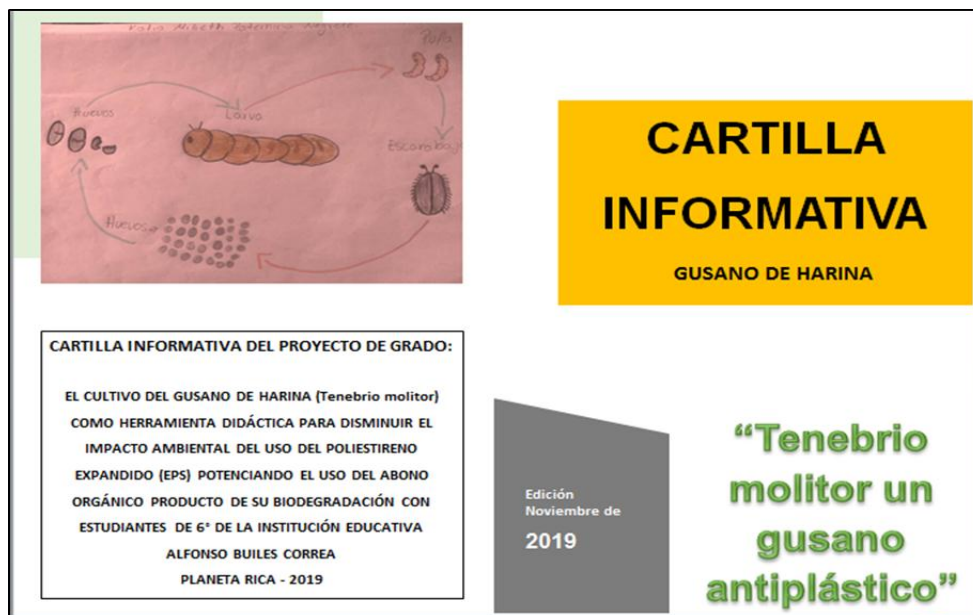 Pupa
Huevos
Larva
Escarabajo
Huevos
CARTILLA
INFORMATIVA
GUSANO DE HARINA
CARTILLA INFORMATIVA DEL PROYECTO DE GRADO:
EL CULTIVO DEL GUSANO DE HARINA (Tenebrio molitor)
COMO HERRAMIENTA DIDÁCTICA PARA DISMINUIR EL
IMPACTO AMBIENTAL DEL USO DEL POLIESTIRENO
EXPANDIDO (EPS) POTENCIANDO EL USO DEL ABONO
ORGÁNICO PRODUCTO DE SU BIODEGRADACIÓN CON
ESTUDIANTES DE 6° DE LA INSTITUCIÓN EDUCATIVA
ALFONSO BUILES CORREA
PLANETA RICA - 2019
Edición
Noviembre de
2019
“Tenebrio
molitor un
gusano
antiplástico”